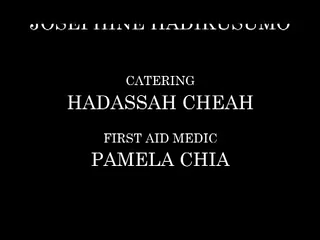 JOSEPHINE HADIKUSUMO
CATERING
HADASSAH CHEAH
FIRST AID MEDIC
PAMELA CHIA